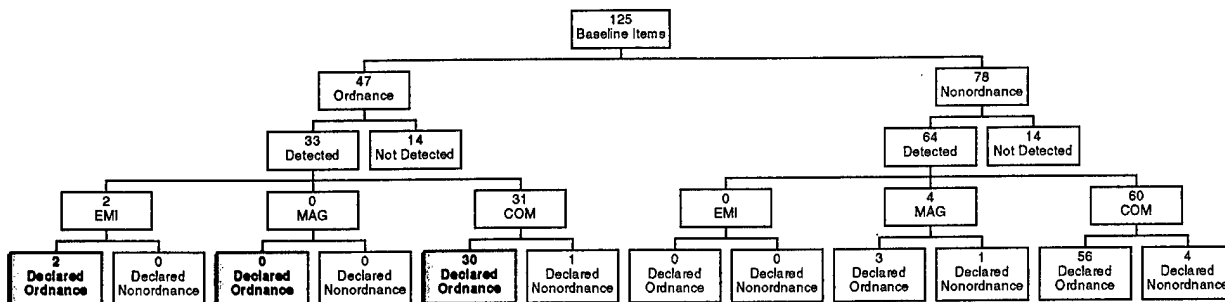 125
Baseline Items
47
Ordnance
78
Nonordnance
33
Detected
14
Not Detected
64
Detected
14
Not Detected
2
EMI
0
MAG
31
COM
0
EMI
4
MAG
60
COM
2
Declared
Ordnance
0
Declared
Nonordnance
0
Declared
Ordnance
0
Declared
Nonordnance
30
Declared
Ordnance
1
Declared
Nonordnance
0
Declared
Ordnance
0
Declared
Nonordnance
3
Declared
Ordnance
1
Declared
Nonordnance
56
Declared
Ordnance
4
Declared
Nonordnance